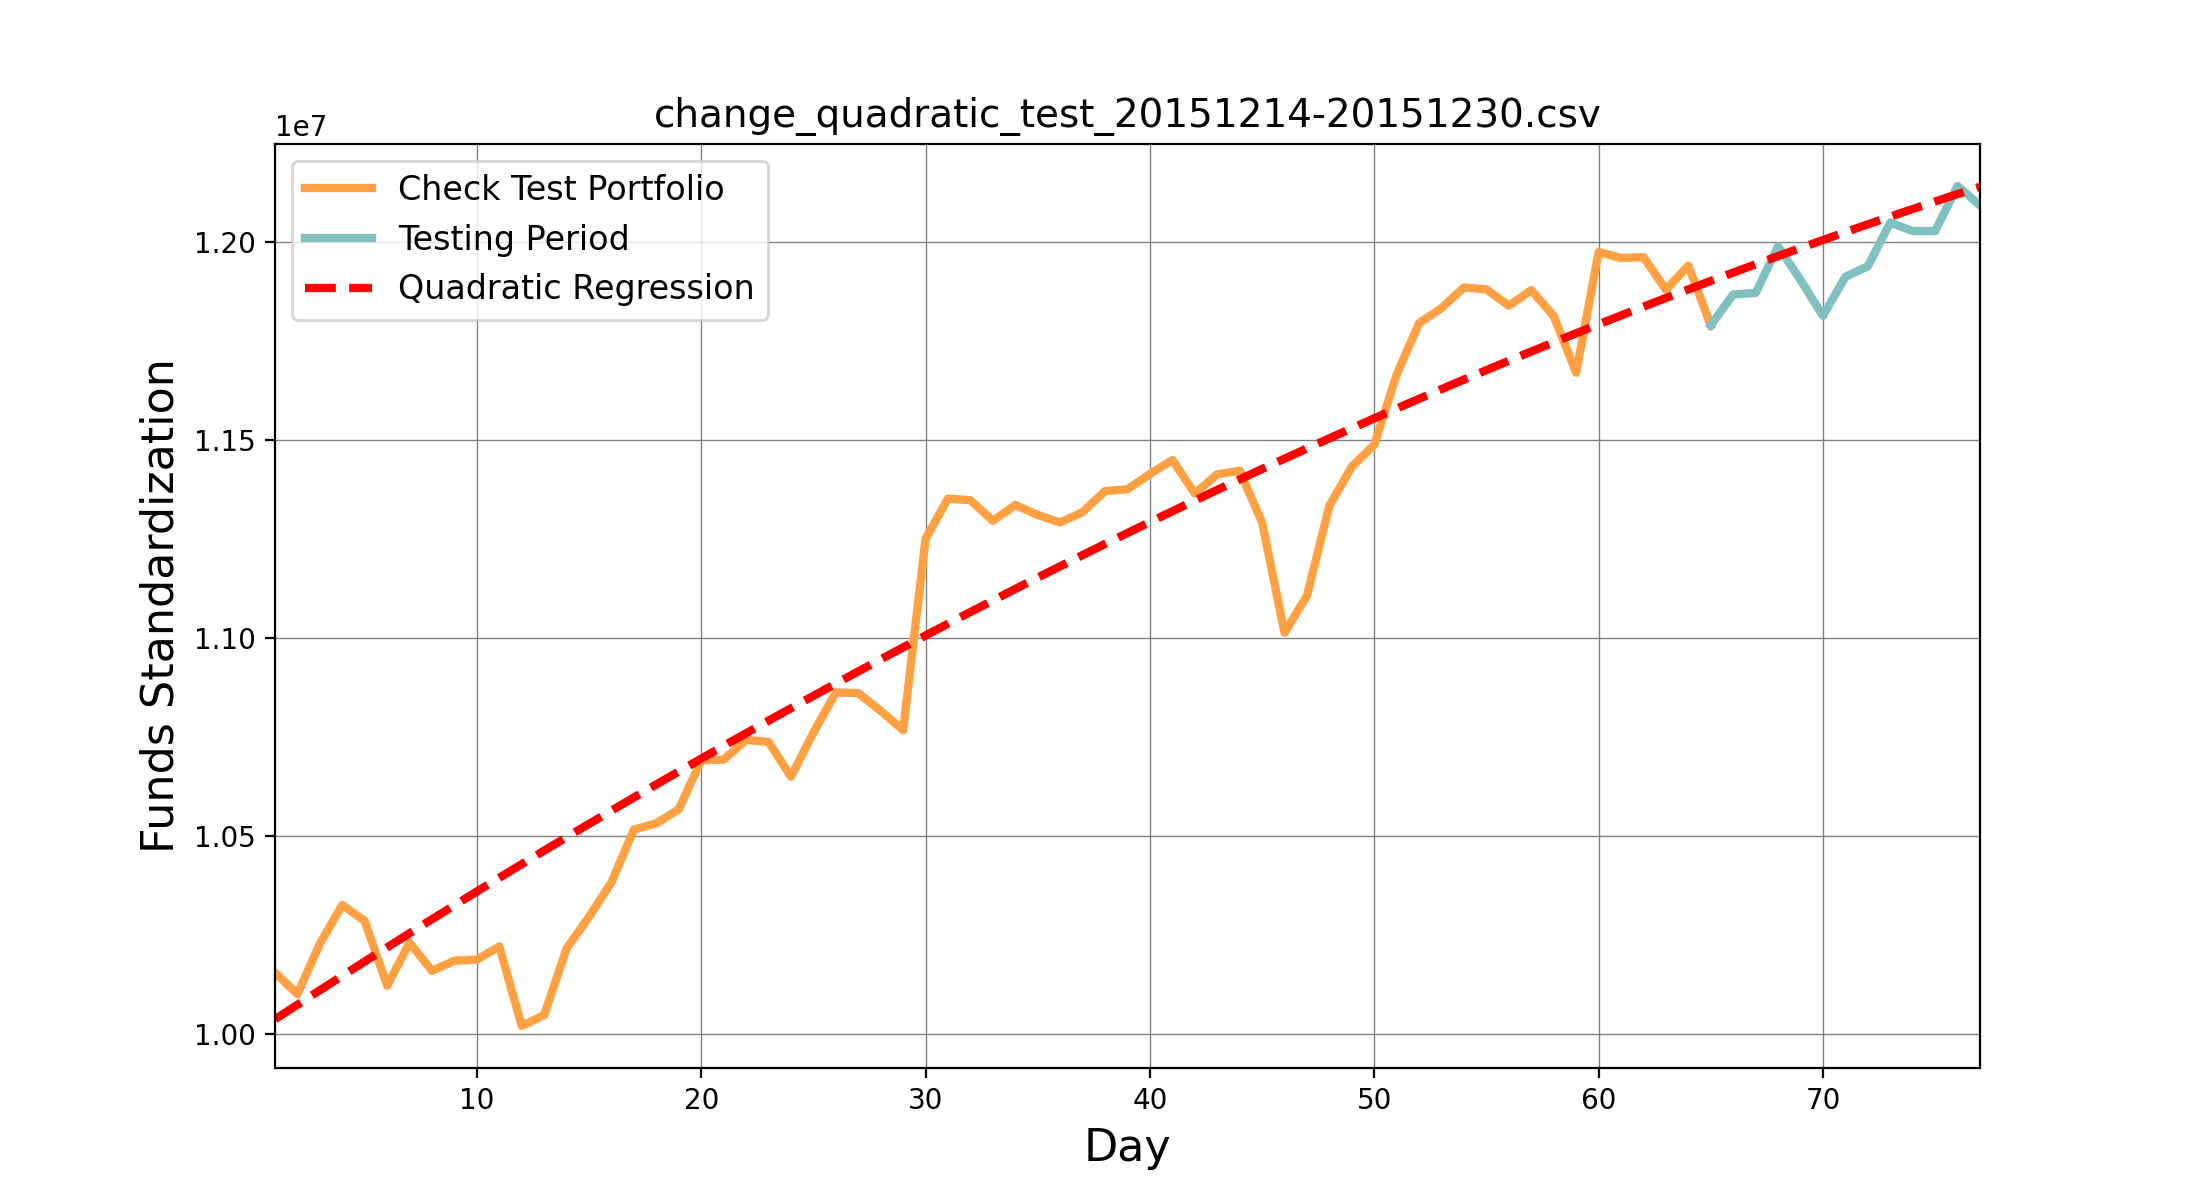 change_quadratic_test_20151214-20151230.csv
1e7
Check Test Portfolio
Testing Period
Quadratic Regression
Funds Standardization
1.20
1.15
1.10
1.05
1.00
10 20 30 40 50 60 70
Day